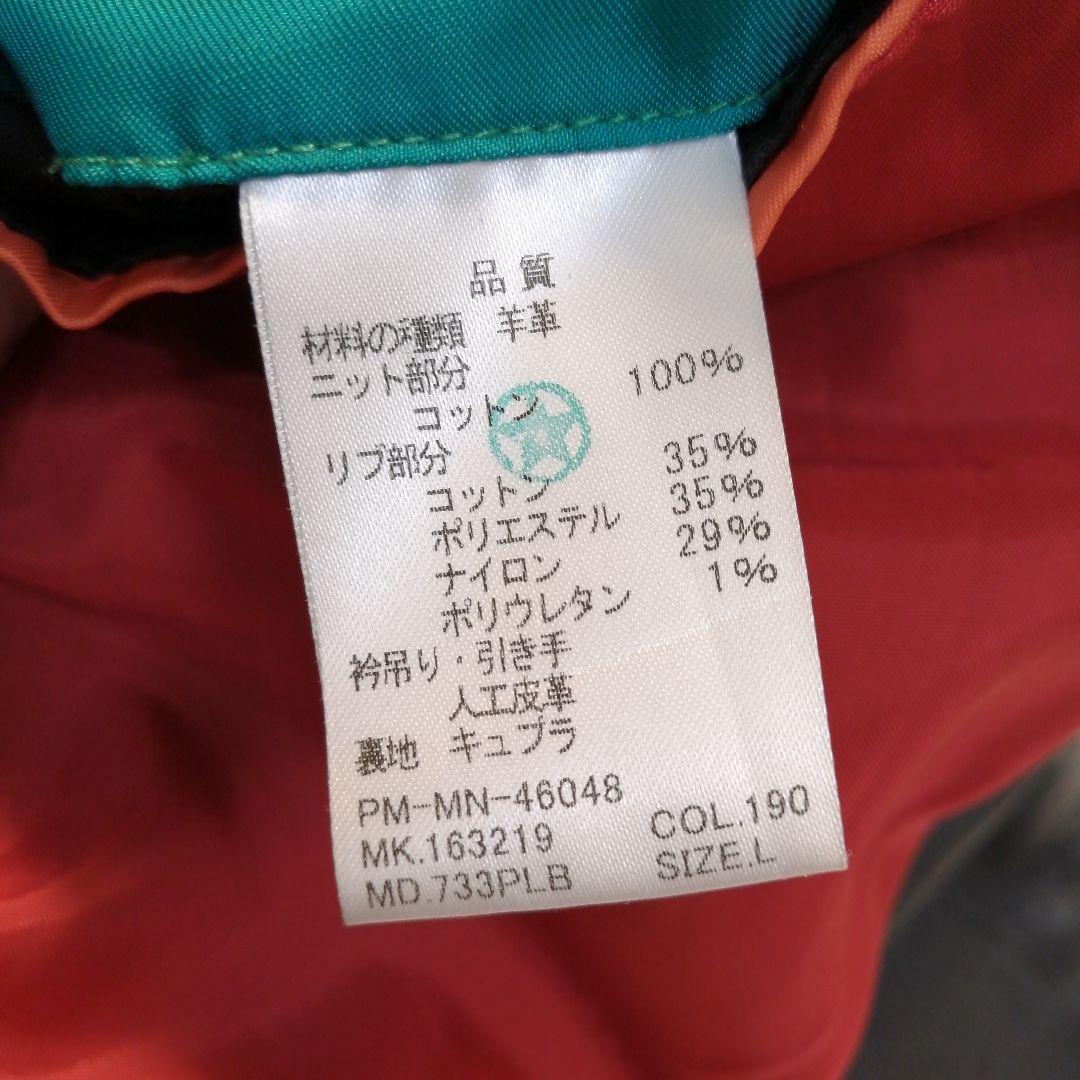 品質
材料の種類 羊革
ニット部分
コットン 100%
リブ部分
コットン 35%
ポリエステル 35%
ナイロン 29%
ポリウレタン 1%
衿吊り・引き手
人工皮革
裏地 キュプラ
PM-MN-46048
MK.163219 COL.190
MD.733PLB SIZE.L